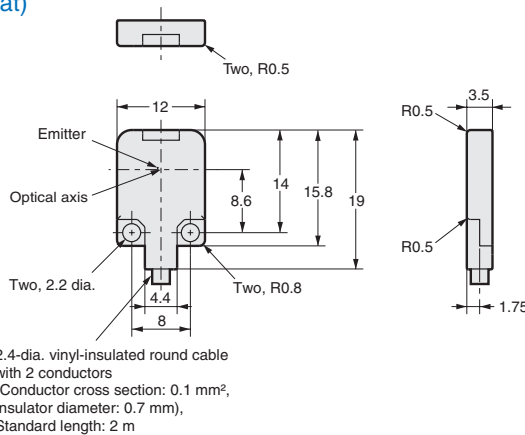 at)
Two, R0.5
12
Emitter
Optical axis
8.6
14
15.8
19
Two, 2.2 dia.
4.4
8
Two, R0.8
3.5
R0.5
R0.5
1.75
2.4-dia. vinyl-insulated round cable
with 2 conductors
Conductor cross section: 0.1 mm²,
nsulator diameter: 0.7 mm),
Standard length: 2 m